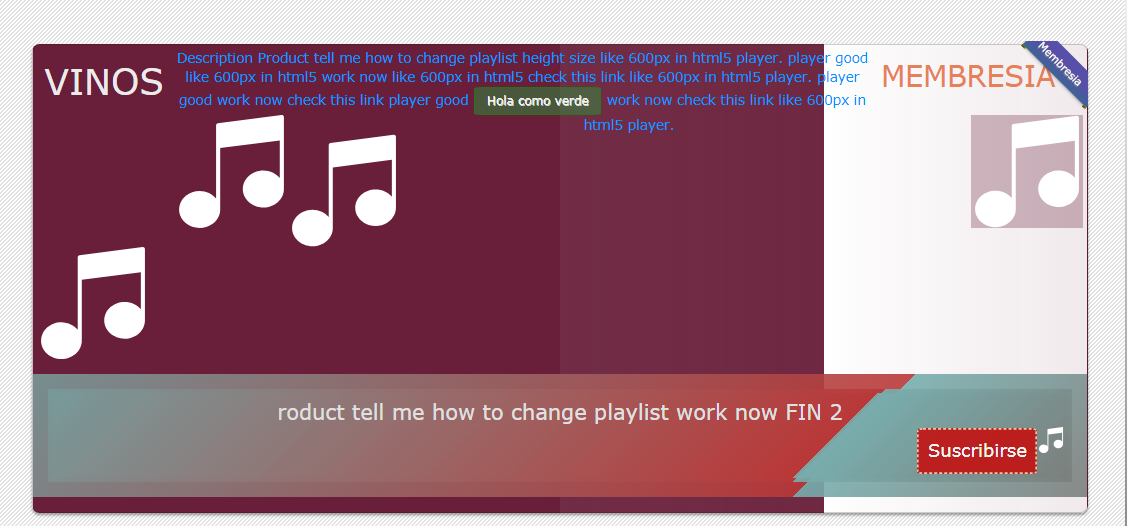 VINOS
Description Product tell me how to change playlist height size like 600px in html5 player. player good
like 600px in html5 work now like 600px in html5 check this link like 600px in html5 player. player
good work now check this link player good Hola como verde work now check this link like 600px in
html5 player.
MEMBRESIA
Membresia
roduct tell me how to change playlist work now FIN 2
Suscribirse